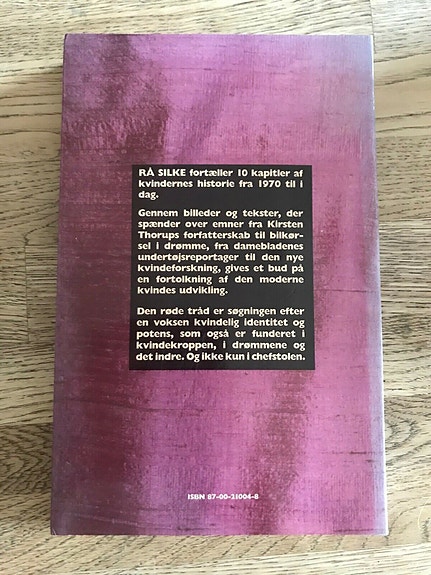 RÅ SILKE fortæller 10 kapitler af
kvindernes historie fra 1970 til i
dag.
Gennem billeder og tekster, der
spænder over emner fra Kirsten
Thorups forfatterskab til bilkør-
sel i drømme, fra damebladenes
undertøjsreportager til den nye
kvindeforskning, gives et bud på
en fortolkning af den moderne
kvindes udvikling.
Den røde tråd er søgningen efter
en voksen kvindelig identitet og
potens, som også er funderet i
kvindekroppen, i drømmene og
det indre. Og ikke kun i chefstolen.
ISBN 87-00-21004-8